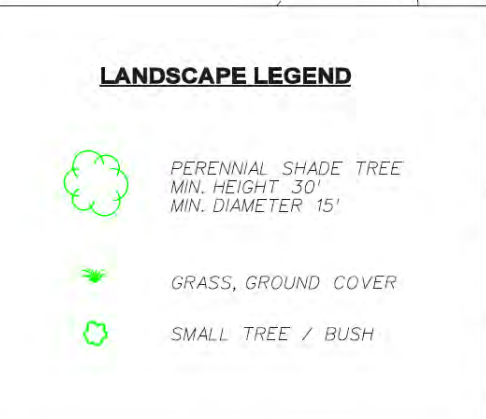 LANDSCAPE LEGEND
PERENNIAL SHADE TREE
MIN. HEIGHT 30'
MIN. DIAMETER 15'
GRASS, GROUND COVER
SMALL TREE / BUSH